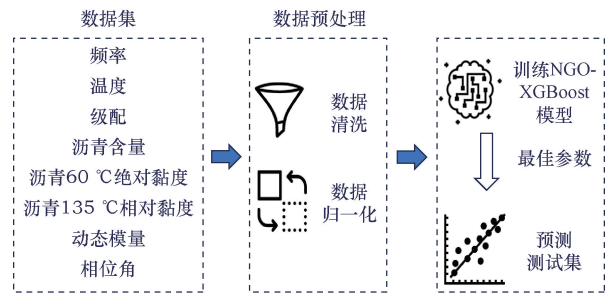 数据集
频率
温度
级配
沥青含量
沥青60 ℃绝对黏度
沥青135 ℃相对黏度
动态模量
相位角
数据预处理
数据
清洗
数据
归一化
训练NGO-
XGBoost
模型
最佳参数
预测
测试集